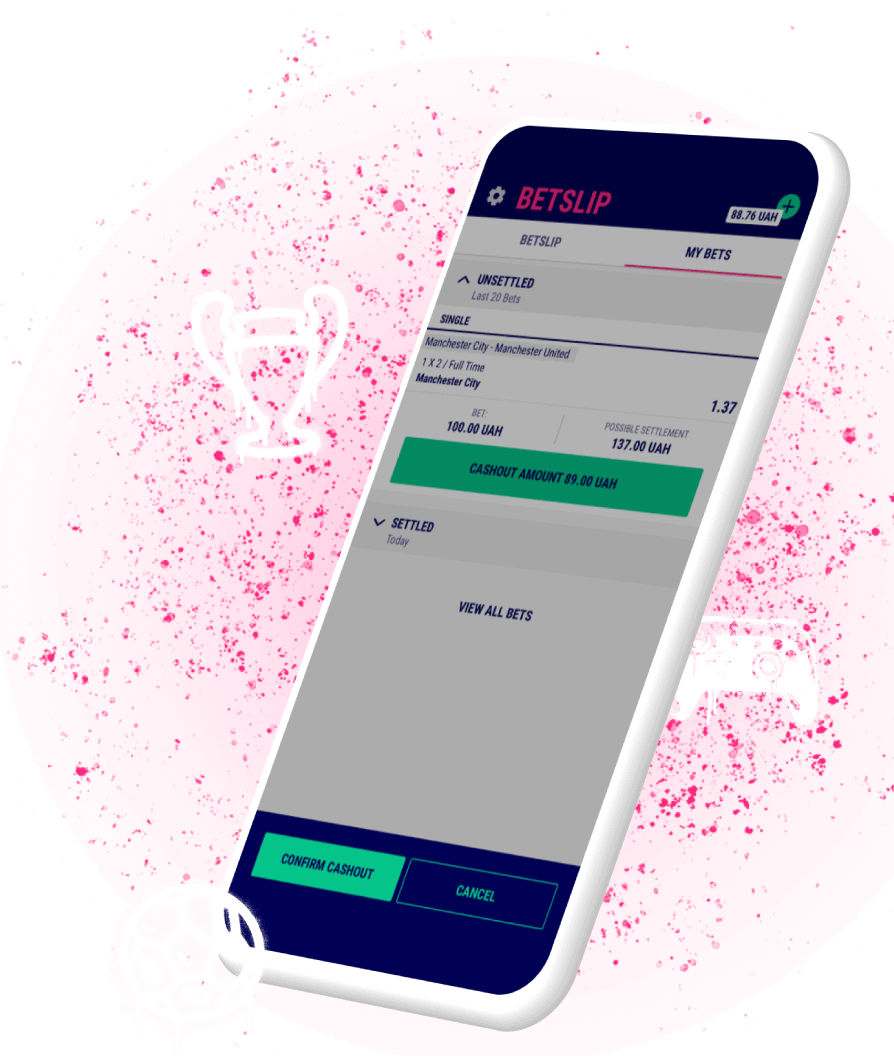 BETSLIP
88.76 UAH
BETSLIP
MY BETS
UNSETTLED
Last 20 Bets
SINGLE
Manchester City - Manchester United
1 X 2 / Full Time
Manchester City
1.37
BET:
100.00 UAH
POSSIBLE SETTLEMENT
137.00 UAH
CASHOUT AMOUNT 89.00 UAH
SETTLED
Today
VIEW ALL BETS
CONFIRM CASHOUT
CANCEL